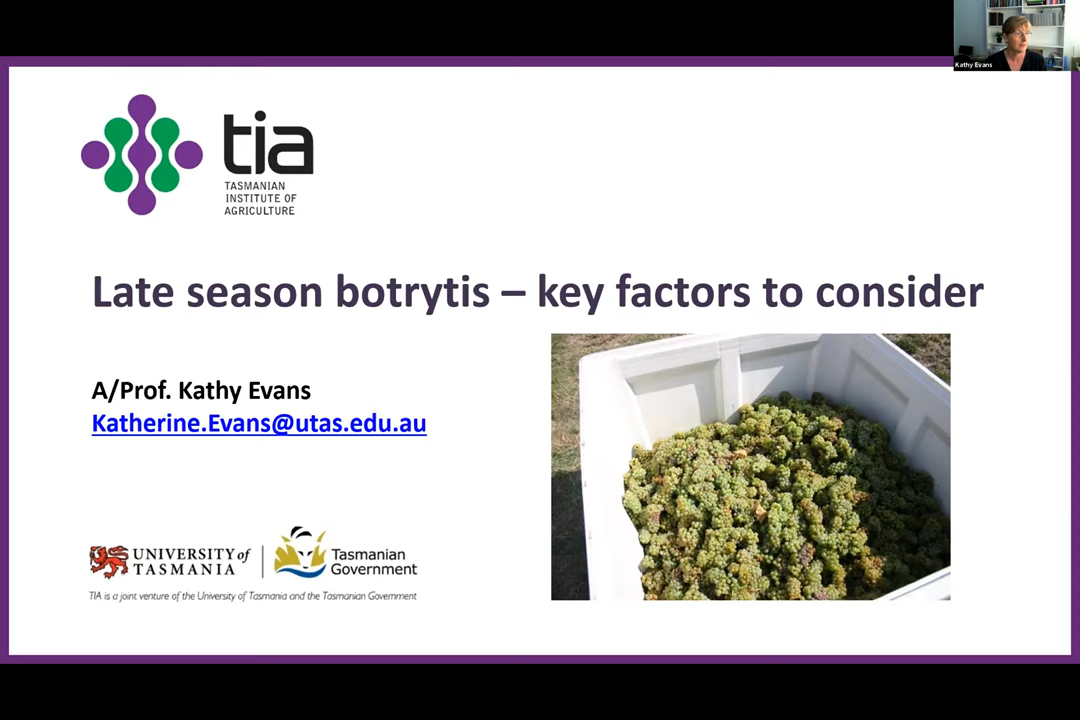 Kathy Evans
tia
TASMANIAN
INSTITUTE OF
AGRICULTURE
Late season botrytis – key factors to consider
A/Prof. Kathy Evans
Katherine.Evans@utas.edu.au
UNIVERSITY of
TASMANIA
Tasmanian
Government
TIA is a joint venture of the University of Tasmania and the Tasmanian Government